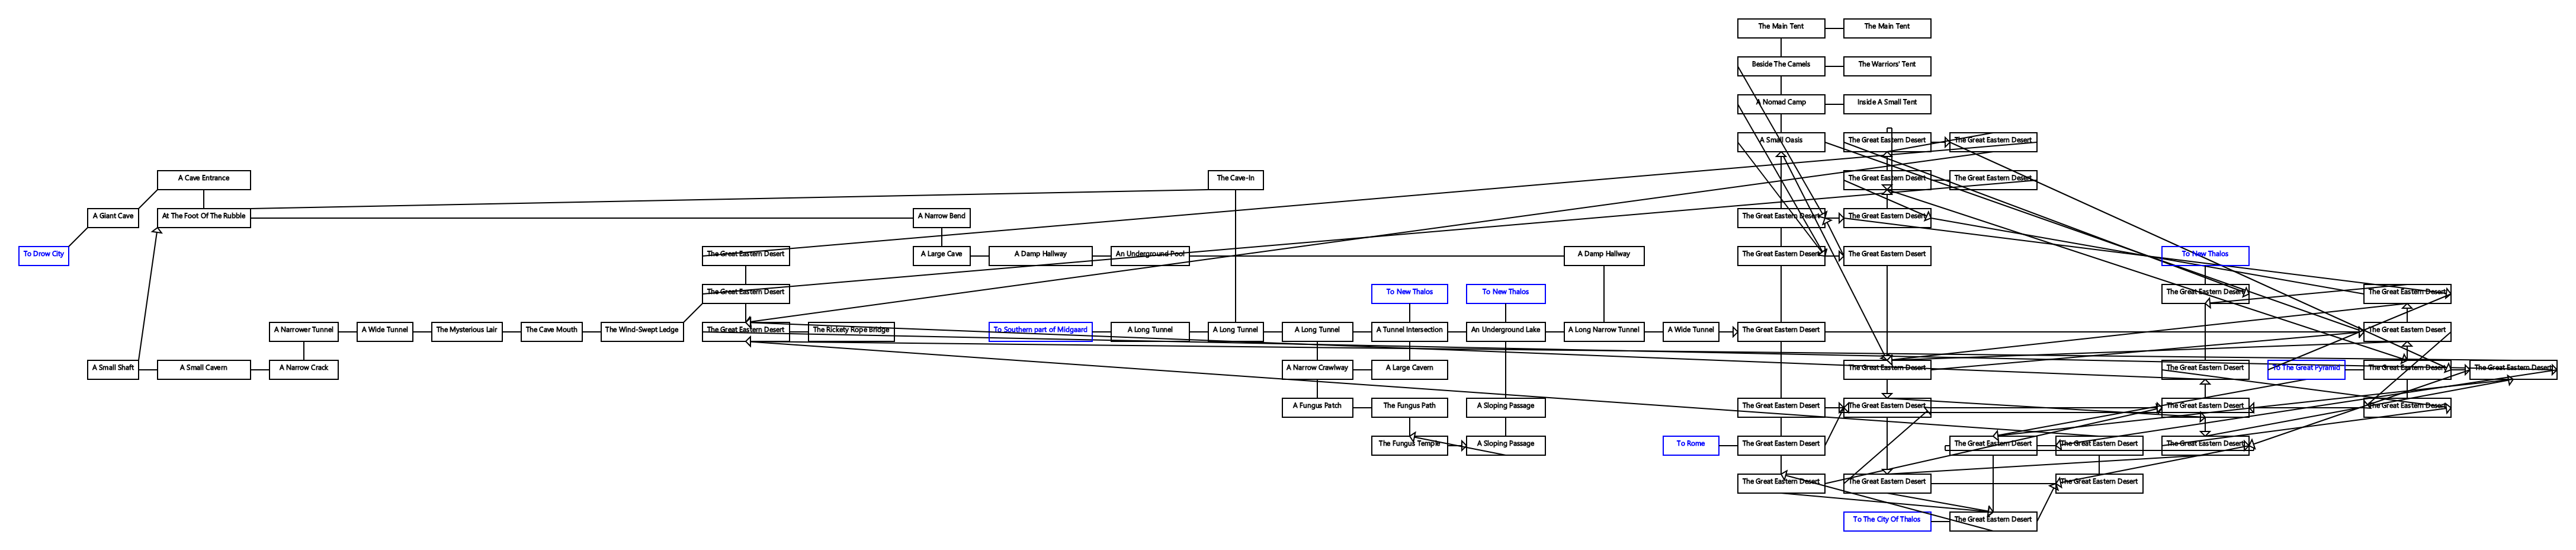 The Main Tent
The Main Tent
Beside The Camels
The Warriors' Tent
A Nomad Camp
Inside A Small Tent
A Small Oasis
The Great Eastern Desert
The Great Eastern Desert
A Cave Entrance
The Cave-In
The Great Eastern Desert
The Great Eastern Desert
A Giant Cave
At The Foot Of The Rubble
A Narrow Bend
The Great Eastern Desert
The Great Eastern Desert
To Drow City
The Great Eastern Desert
A Large Cave
A Damp Hallway
An Underground Pool
A Damp Hallway
The Great Eastern Desert
The Great Eastern Desert
To New Thalos
The Great Eastern Desert
To New Thalos
To New Thalos
The Great Eastern Desert
The Great Eastern Desert
A Narrower Tunnel
A Wide Tunnel
The Mysterious Lair
The Cave Mouth
The Wind-Swept Ledge
The Great Eastern Desert
The Rickety Rope Bridge
To Southern part of Midgaard
A Long Tunnel
A Long Tunnel
A Long Tunnel
A Tunnel Intersection
An Underground Lake
A Long Narrow Tunnel
A Wide Tunnel
The Great Eastern Desert
The Great Eastern Desert
A Small Shaft
A Small Cavern
A Narrow Crack
A Narrow Crawlway
A Large Cavern
The Great Eastern Desert
The Great Eastern Desert
To The Great Pyramid
The Great Eastern Desert
The Great Eastern Desert
A Fungus Patch
The Fungus Path
A Sloping Passage
The Great Eastern Desert
The Great Eastern Desert
The Great Eastern Desert
The Great Eastern Desert
The Fungus Temple
A Sloping Passage
To Rome
The Great Eastern Desert
The Great Eastern Desert
The Great Eastern Desert
The Great Eastern Desert
The Great Eastern Desert
The Great Eastern Desert
The Great Eastern Desert
To The City Of Thalos
The Great Eastern Desert